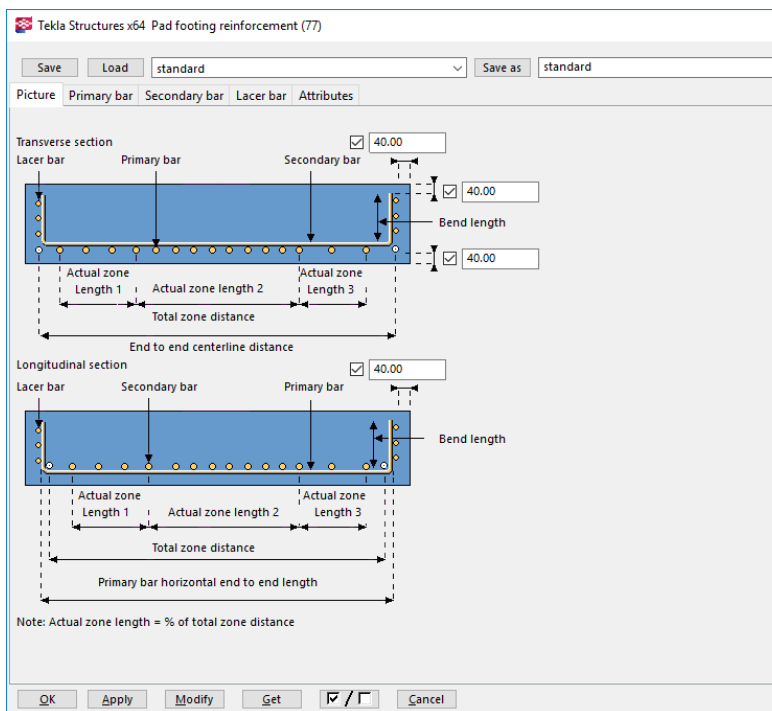 Tekla Structures x64 Pad footing reinforcement (77)
Save Load standard Save as standard
Picture Primary bar Secondary bar Lacer bar Attributes
Transverse section 40.00
Lacer bar Primary bar Secondary bar
40.00
Bend length
40.00
Actual zone Actual zone
Length 1 Actual zone length 2 Length 3
Total zone distance
End to end centerline distance
Longitudinal section 40.00
Lacer bar Secondary bar Primary bar
Bend length
Actual zone Actual zone
Length 1 Actual zone length 2 Length 3
Total zone distance
Primary bar horizontal end to end length
Note: Actual zone length = % of total zone distance
OK Apply Modify Get / Cancel